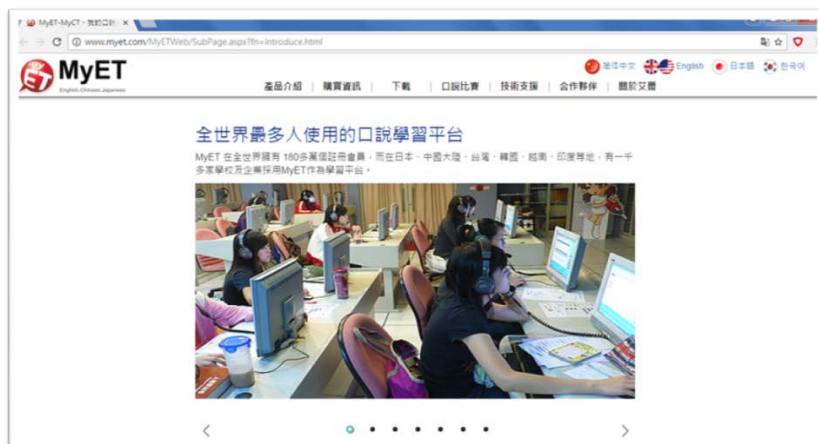 MyET-MyCT - 我的口說
www.myet.com/MyETWeb/SubPage.aspx?fn=introduce.html
MyET
English.Chinese.Japanese
简体中文 English 日本語 한국어
產品介紹 | 購買資訊 | 下載 | 口說比賽 | 技術支援 | 合作夥伴 | 關於艾爾
全世界最多人使用的口說學習平台
MyET 在全世界擁有 180多萬個註冊會員,而在日本、中國大陸、台灣、韓國、越南、印度等地,有一千
多家學校及企業採用MyET作為學習平台。